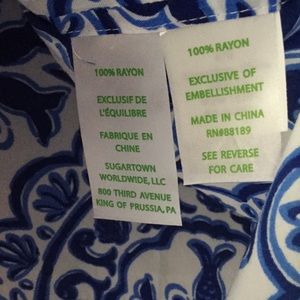 100% RAYON
EXCLUSIF DE
L'ÉQUILIBRE
FABRIQUE EN
CHINE
SUGARTOWN
WORLDWIDE, LLC
800 THIRD AVENUE
KING OF PRUSSIA, PA
100% RAYON
EXCLUSIVE OF
EMBELLISHMENT
MADE IN CHINA
RN#88189
SEE REVERSE
FOR CARE